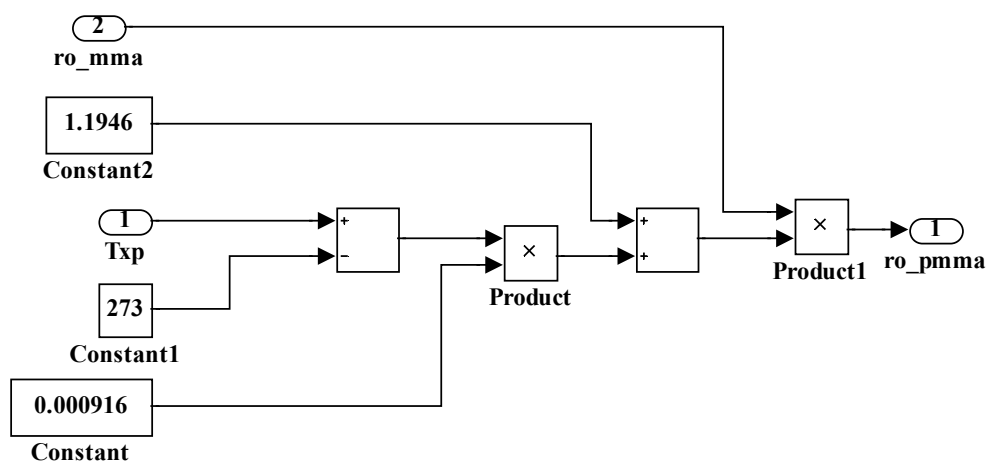 2
ro_mma
1.1946
Constant2
1
Txp
+
−
273
Constant1
0.000916
Constant
×
Product
+
+
×
Product1
1
ro_pmma